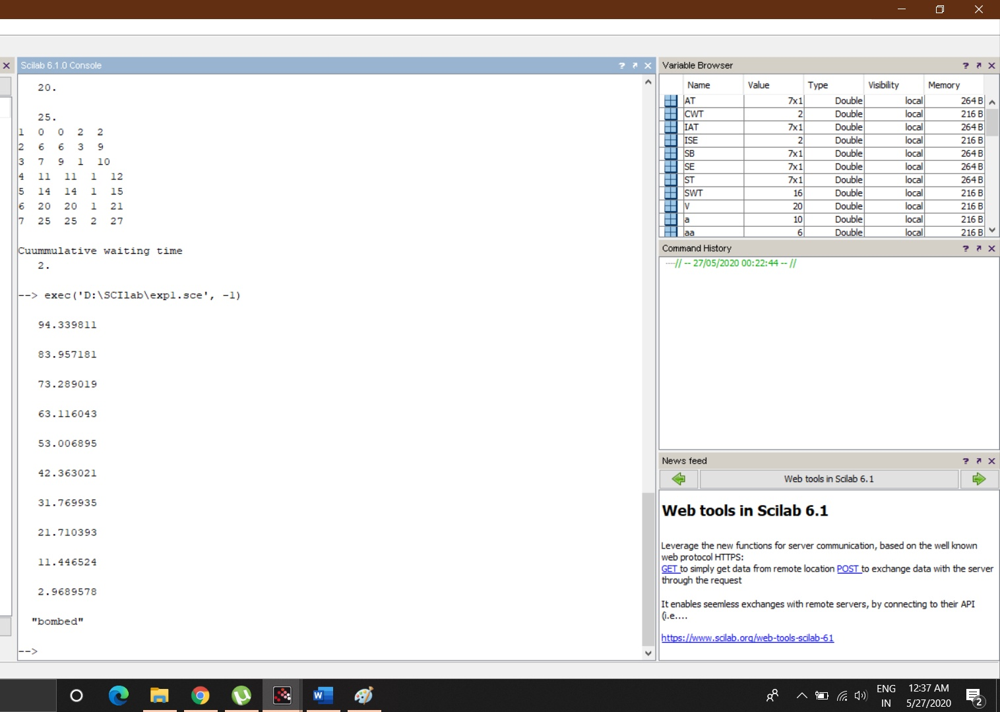 Scilab 6.1.0 Console
20.
25.
1 0 0 2 2
2 6 6 3 9
3 7 9 1 10
4 11 11 1 12
5 14 14 1 15
6 20 20 1 21
7 25 25 2 27
Cuummulative waiting time
2.
--> exec('D:\SCIlab\exp1.sce', -1)
94.339811
83.957181
73.289019
63.116043
53.006895
42.363021
31.769935
21.710393
11.446524
2.9689578
"bombed"
-->
Variable Browser
Name Value Type Visibility Memory
AT 7x1 Double local 264 B
CWT 2 Double local 216 B
IAT 7x1 Double local 264 B
ISE 2 Double local 216 B
SB 7x1 Double local 264 B
SE 7x1 Double local 264 B
ST 7x1 Double local 264 B
SWT 16 Double local 216 B
V 20 Double local 216 B
a 10 Double local 216 B
aa 6 Double local 216 B
Command History
// -- 27/05/2020 00:22:44 -- //
News feed
Web tools in Scilab 6.1
Web tools in Scilab 6.1
Leverage the new functions for server communication, based on the well known
web protocol HTTPS:
GET to simply get data from remote location POST to exchange data with the server
through the request
It enables seemless exchanges with remote servers, by connecting to their API
(i.e....
https://www.scilab.org/web-tools-scilab-61
ENG
IN
12:37 AM
5/27/2020
2